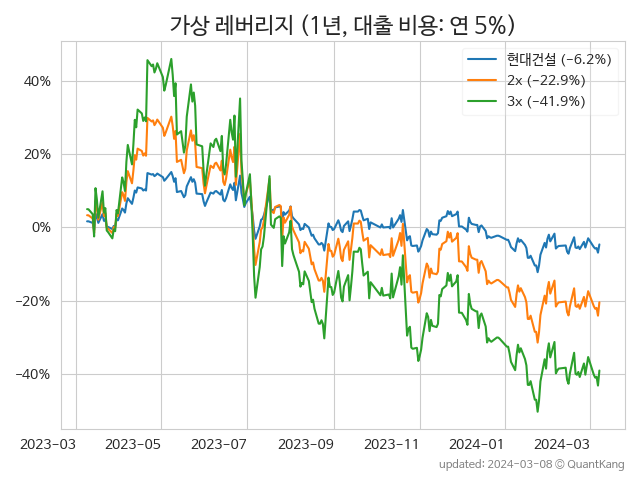 가상 레버리지 (1년, 대출 비용: 연 5%)
현대건설 (−6.2%)
2x (−22.9%)
3x (−41.9%)
40%
20%
0%
−20%
−40%
2023-03 2023-05 2023-07 2023-09 2023-11 2024-01 2024-03
updated: 2024-03-08 © QuantKang